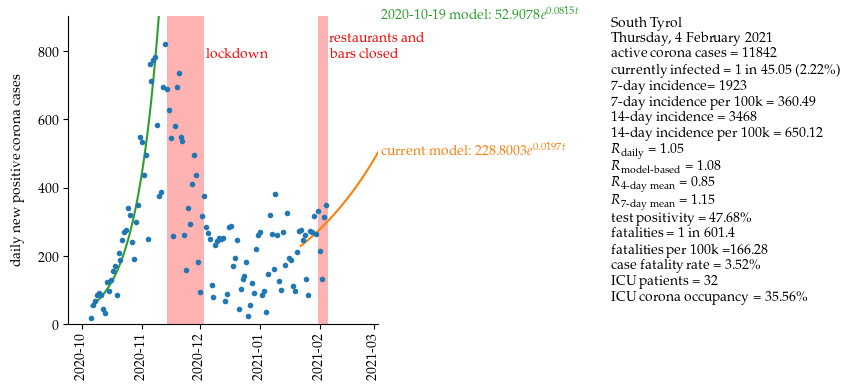 2020-10-19 model: 52.9078e^0.0815t
restaurants and
bars closed
lockdown
current model: 228.8003e^0.0197t
daily new positive corona cases
800
600
400
200
0
2020-10
2020-11
2020-12
2021-01
2021-02
2021-03
South Tyrol
Thursday, 4 February 2021
active corona cases = 11842
currently infected = 1 in 45.05 (2.22%)
7-day incidence= 1923
7-day incidence per 100k = 360.49
14-day incidence = 3468
14-day incidence per 100k = 650.12
R_daily = 1.05
R_model-based = 1.08
R_4-day mean = 0.85
R_7-day mean = 1.15
test positivity = 47.68%
fatalities = 1 in 601.4
fatalities per 100k =166.28
case fatality rate = 3.52%
ICU patients = 32
ICU corona occupancy = 35.56%